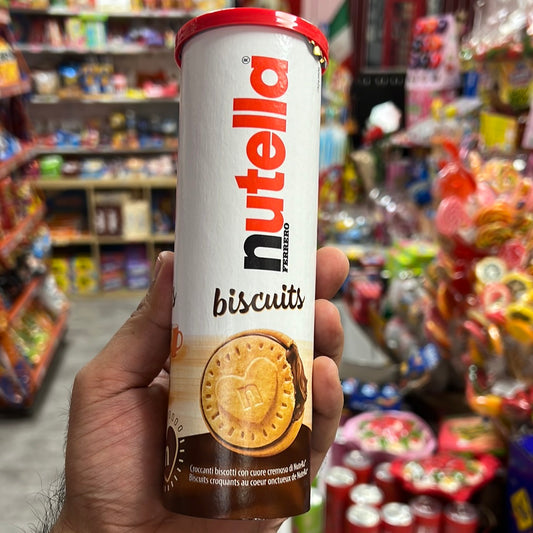 nutella®
FERRERO
biscuits
n
Croccanti biscotti con cuore cremoso di Nutella®
Biscuits croquants au coeur onctueux de Nutella®